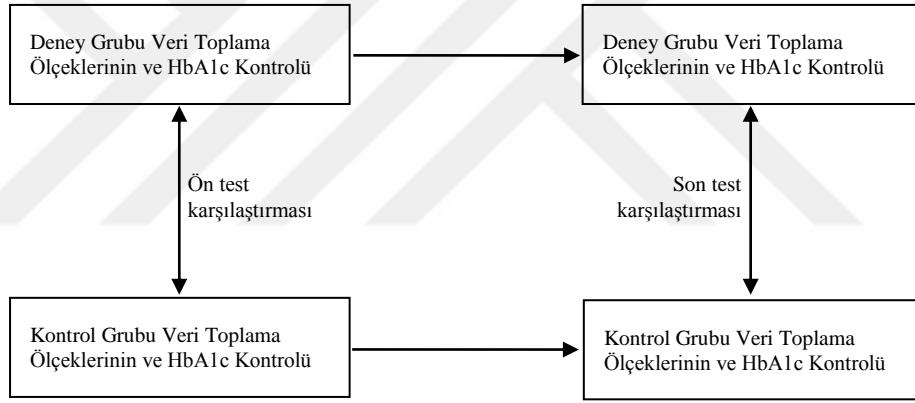 Deney Grubu Veri Toplama
Ölçeklerinin ve HbA1c Kontrolü
Deney Grubu Veri Toplama
Ölçeklerinin ve HbA1c Kontrolü
Ön test
karşılaştırması
Son test
karşılaştırması
Kontrol Grubu Veri Toplama
Ölçeklerinin ve HbA1c Kontrolü
Kontrol Grubu Veri Toplama
Ölçeklerinin ve HbA1c Kontrolü